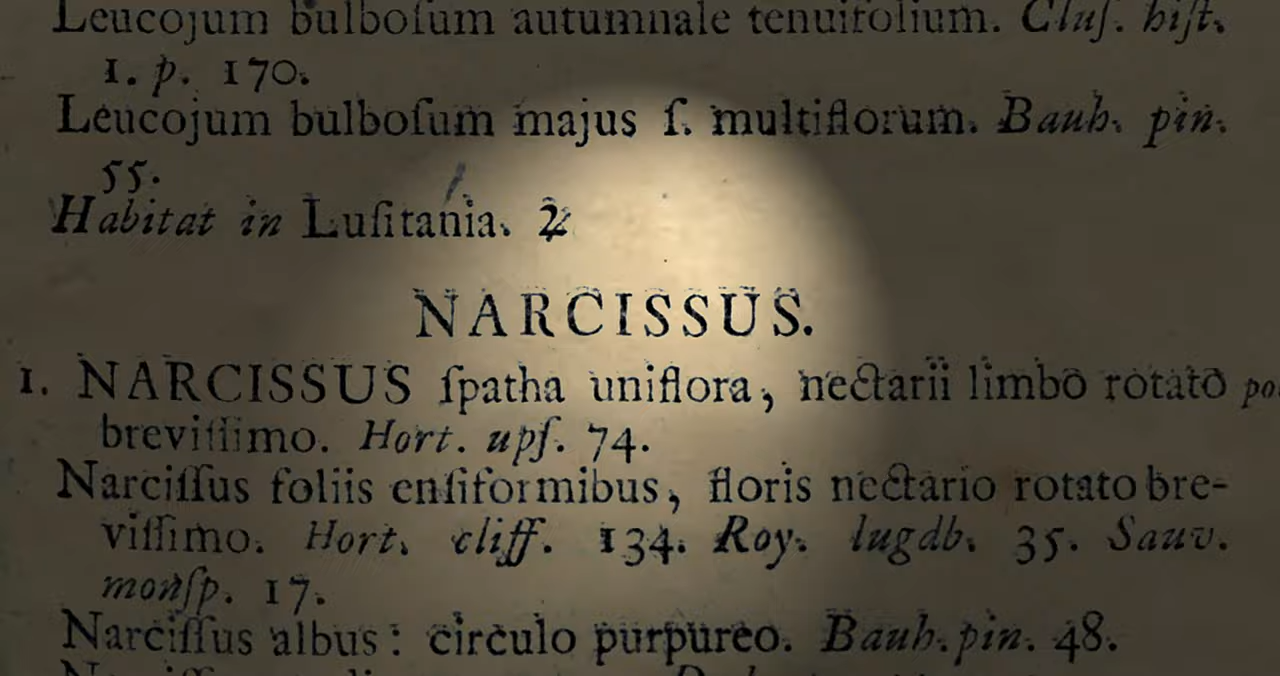 Leucojum bulboſum autumnale tenuifolium. Cluſ. hiſt.
1. p. 170.
Leucojum bulboſum majus ſ. multiflorum. Bauh. pin.
55.
Habitat in Luſitania. ♃
NARCISSUS.
1. NARCISSUS ſpatha uniflora, nectarii limbo rotato po
breviſſimo. Hort. upſ. 74.
Narciſſus foliis enſiformibus, floris nectario rotato bre-
viſſimo. Hort. cliff. 134. Roy. lugdb. 35. Sauv.
monſp. 17.
Narciſſus albus: circulo purpureo. Bauh. pin. 48.